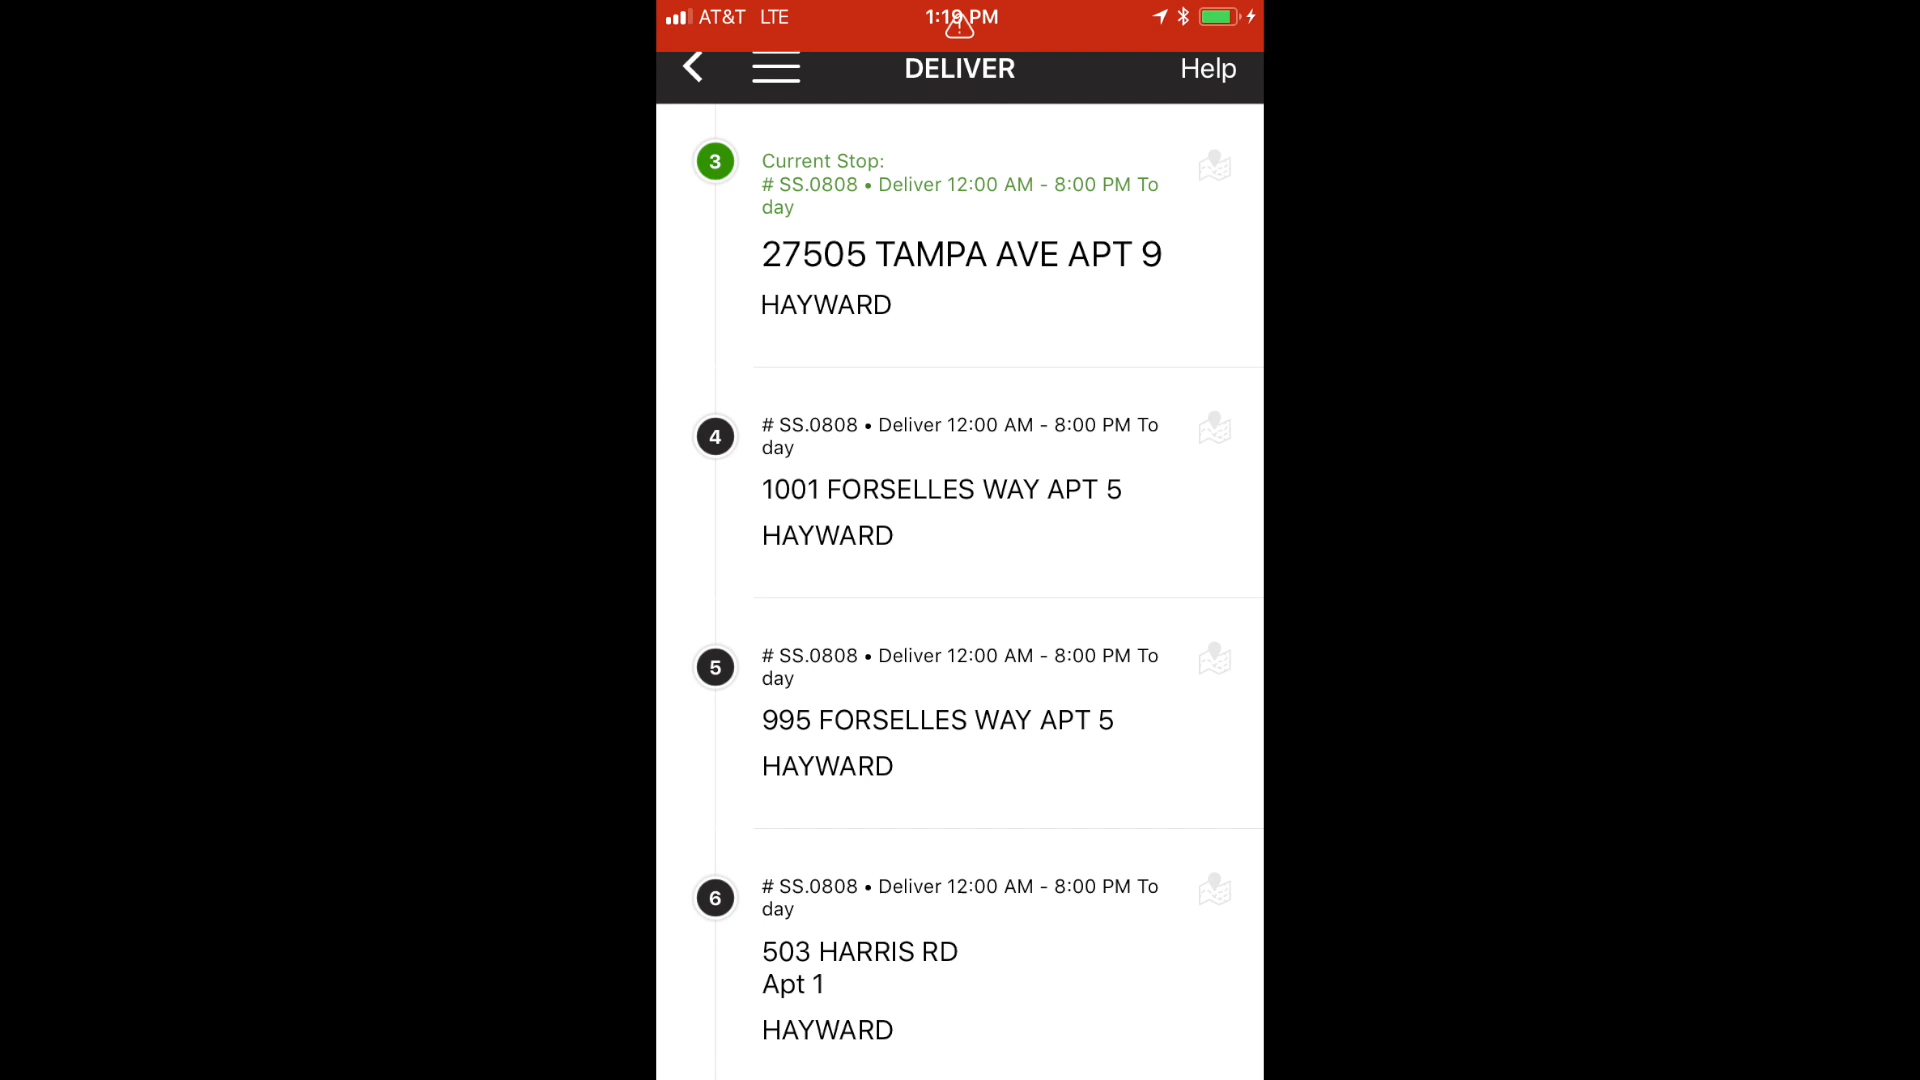 AT&T LTE 1:19 PM
DELIVER Help
3 Current Stop:
# SS.0808 • Deliver 12:00 AM - 8:00 PM To
day
27505 TAMPA AVE APT 9
HAYWARD
4 # SS.0808 • Deliver 12:00 AM - 8:00 PM To
day
1001 FORSELLES WAY APT 5
HAYWARD
5 # SS.0808 • Deliver 12:00 AM - 8:00 PM To
day
995 FORSELLES WAY APT 5
HAYWARD
6 # SS.0808 • Deliver 12:00 AM - 8:00 PM To
day
503 HARRIS RD
Apt 1
HAYWARD